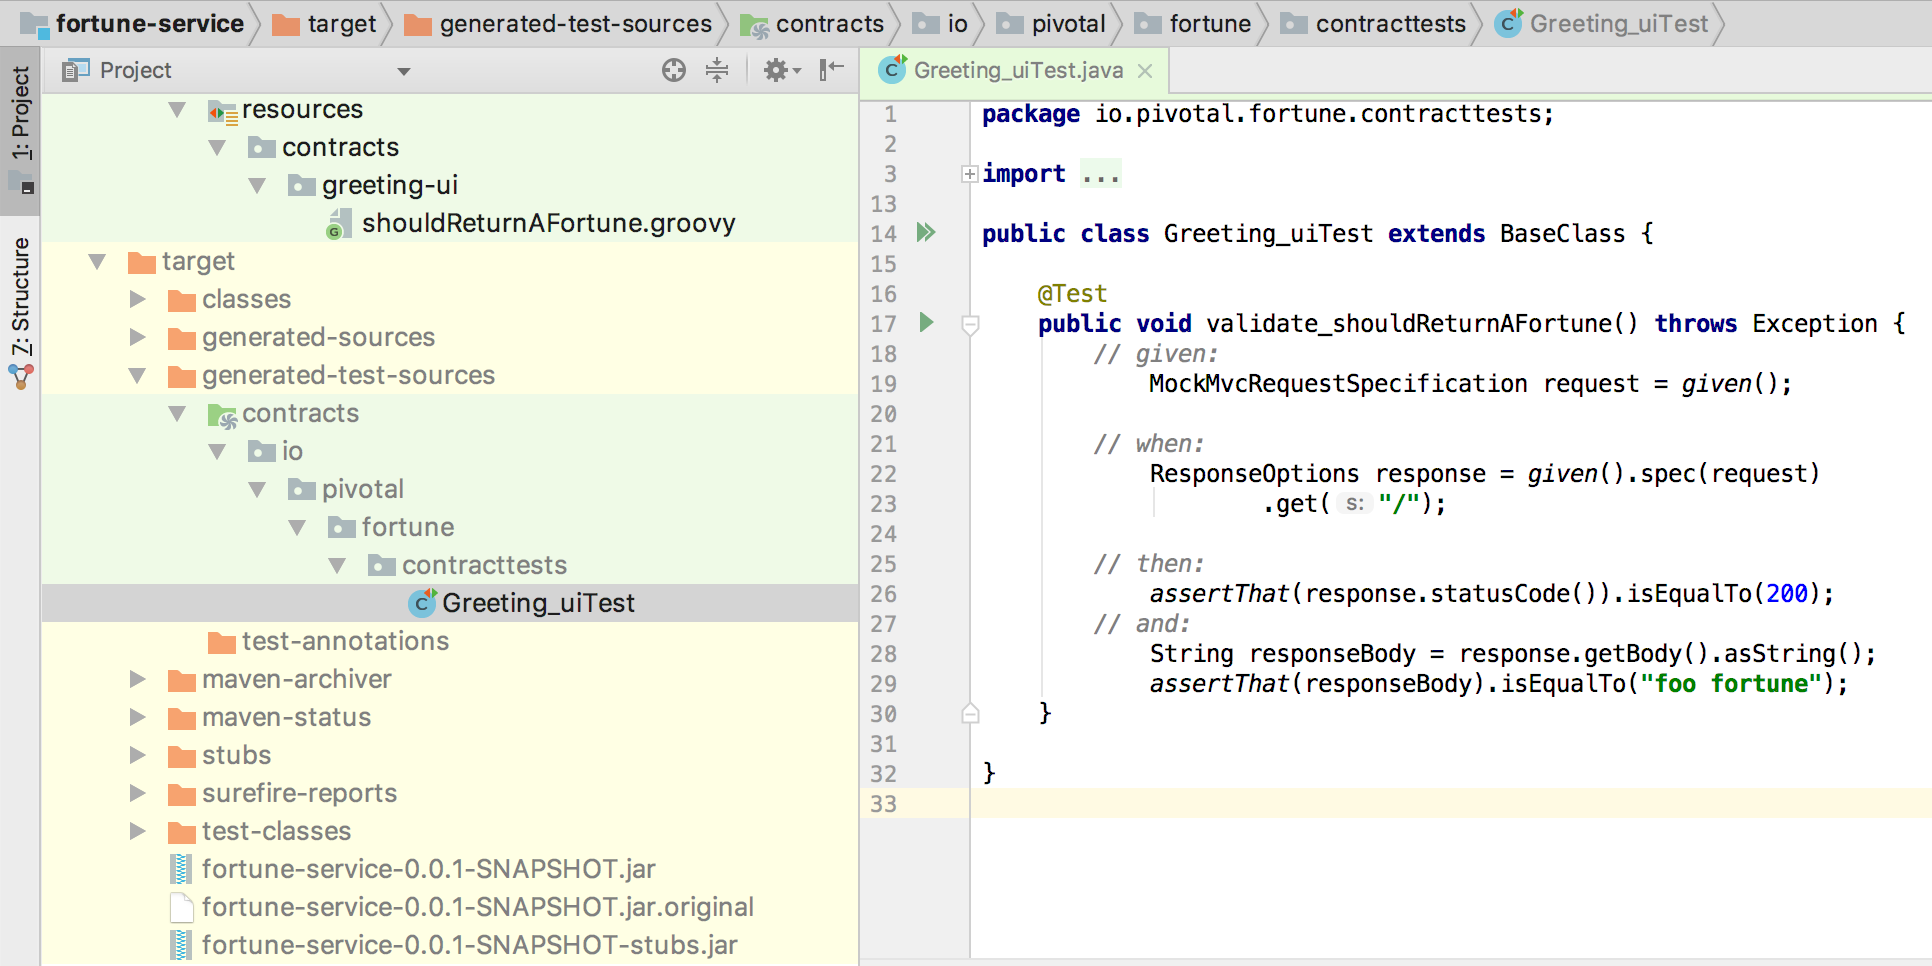 fortune-service target generated-test-sources contracts io pivotal fortune contracttests Greeting_uiTest
1: Project
7: Structure
Project
resources
contracts
greeting-ui
shouldReturnAFortune.groovy
target
classes
generated-sources
generated-test-sources
contracts
io
pivotal
fortune
contracttests
Greeting_uiTest
test-annotations
maven-archiver
maven-status
stubs
surefire-reports
test-classes
fortune-service-0.0.1-SNAPSHOT.jar
fortune-service-0.0.1-SNAPSHOT.jar.original
fortune-service-0.0.1-SNAPSHOT-stubs.jar
Greeting_uiTest.java
1 package io.pivotal.fortune.contracttests;
2
3 import ...
13
14 public class Greeting_uiTest extends BaseClass {
15
16 @Test
17 public void validate_shouldReturnAFortune() throws Exception {
18 // given:
19 MockMvcRequestSpecification request = given();
20
21 // when:
22 ResponseOptions response = given().spec(request)
23 .get( s: "/");
24
25 // then:
26 assertThat(response.statusCode()).isEqualTo(200);
27 // and:
28 String responseBody = response.getBody().asString();
29 assertThat(responseBody).isEqualTo("foo fortune");
30 }
31
32 }
33